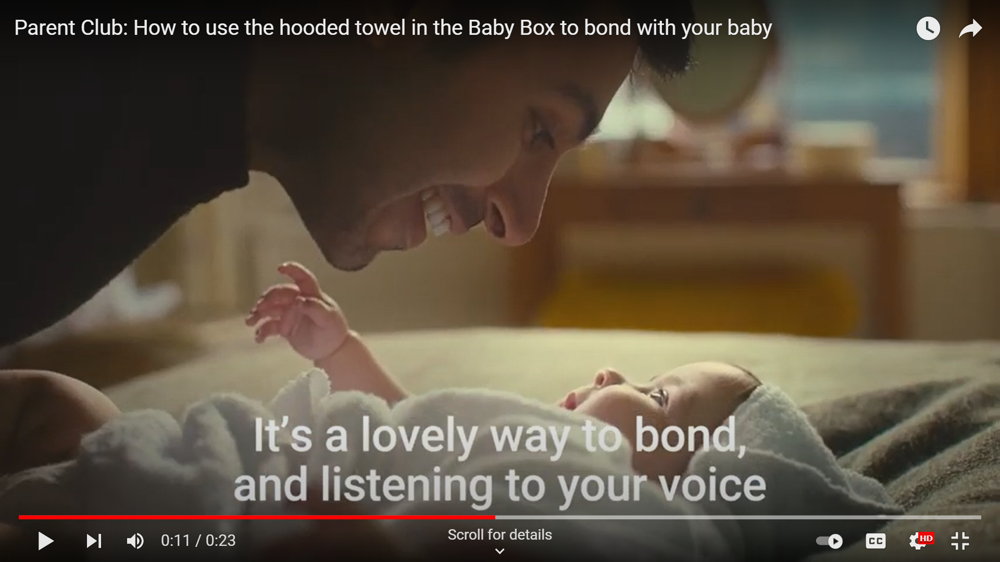 Parent Club: How to use the hooded towel in the Baby Box to bond with your baby
It’s a lovely way to bond,
and listening to your voice
0:11 / 0:23
Scroll for details
CC
HD